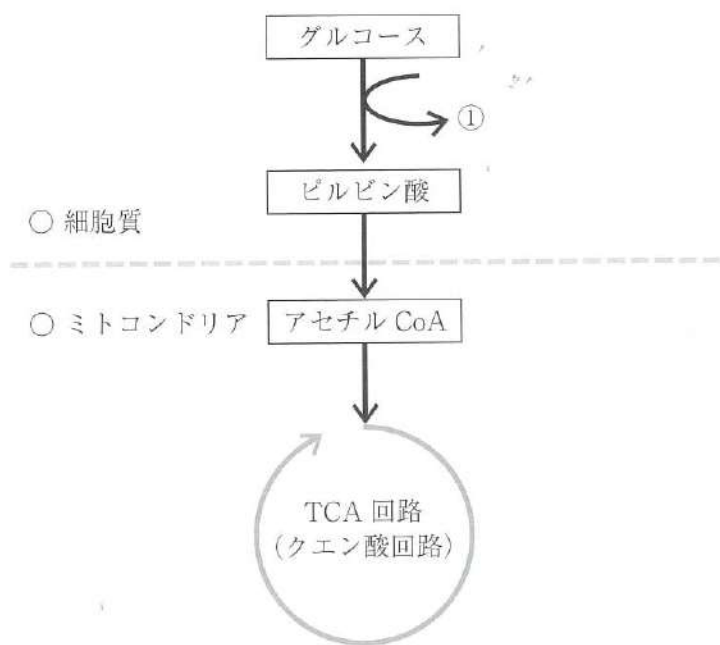 グルコース
①
ピルビン酸
○ 細胞質
○ ミトコンドリア
アセチル CoA
TCA 回路
(クエン酸回路)